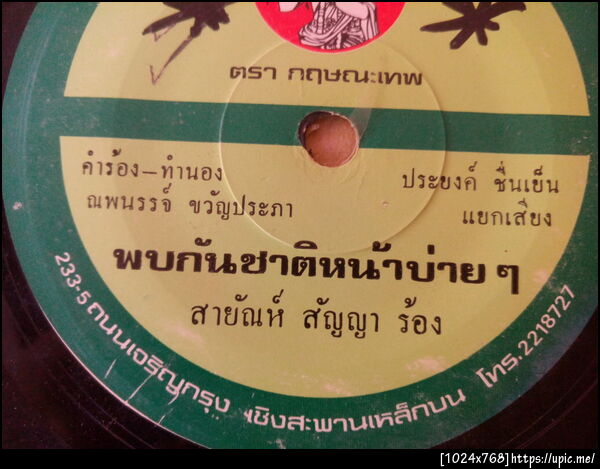 ตรา กฤษณะเทพ
คำร้อง-ทำนอง
ณพนรรจ์ ขวัญประภา
ประยงค์ ชื่นเย็น
แยกเสียง
พบกันชาติหน้าบ่าย ๆ
สายัณห์ สัญญา ร้อง
233-5 ถนนเจริญกรุง เชิงสะพานเหล็กบน โทร. 2218727
[1024x768]https://upic.me/